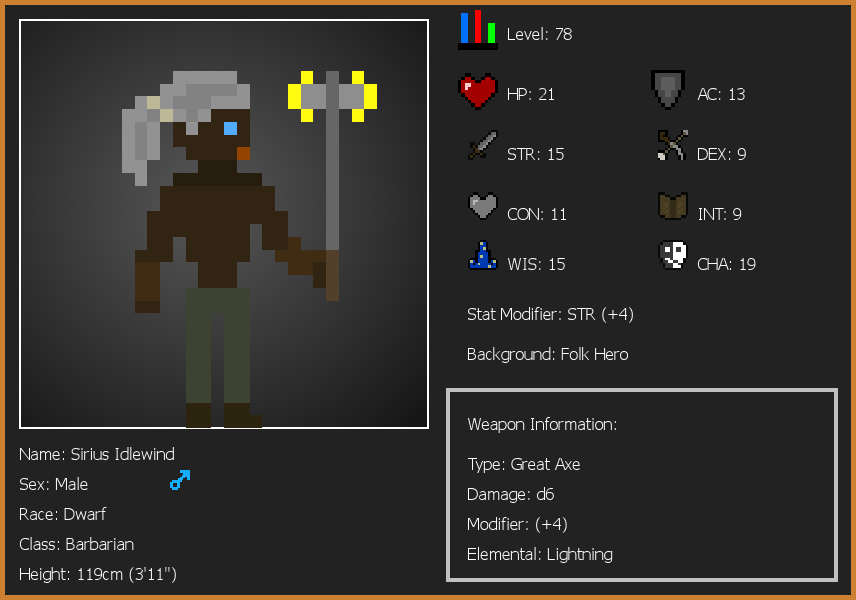 Level: 78
HP: 21
AC: 13
STR: 15
DEX: 9
CON: 11
INT: 9
WIS: 15
CHA: 19
Stat Modifier: STR (+4)
Background: Folk Hero
Weapon Information:
Type: Great Axe
Damage: d6
Modifier: (+4)
Elemental: Lightning
Name: Sirius Idlewind
Sex: Male
Race: Dwarf
Class: Barbarian
Height: 119cm (3'11")